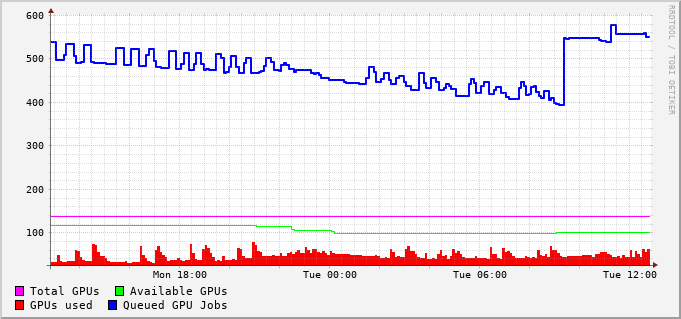 600
500
400
300
200
100
Mon 18:00 Tue 00:00 Tue 06:00 Tue 12:00
Total GPUs Available GPUs
GPUs used Queued GPU Jobs
RRDTOOL / TOBI OETIKER